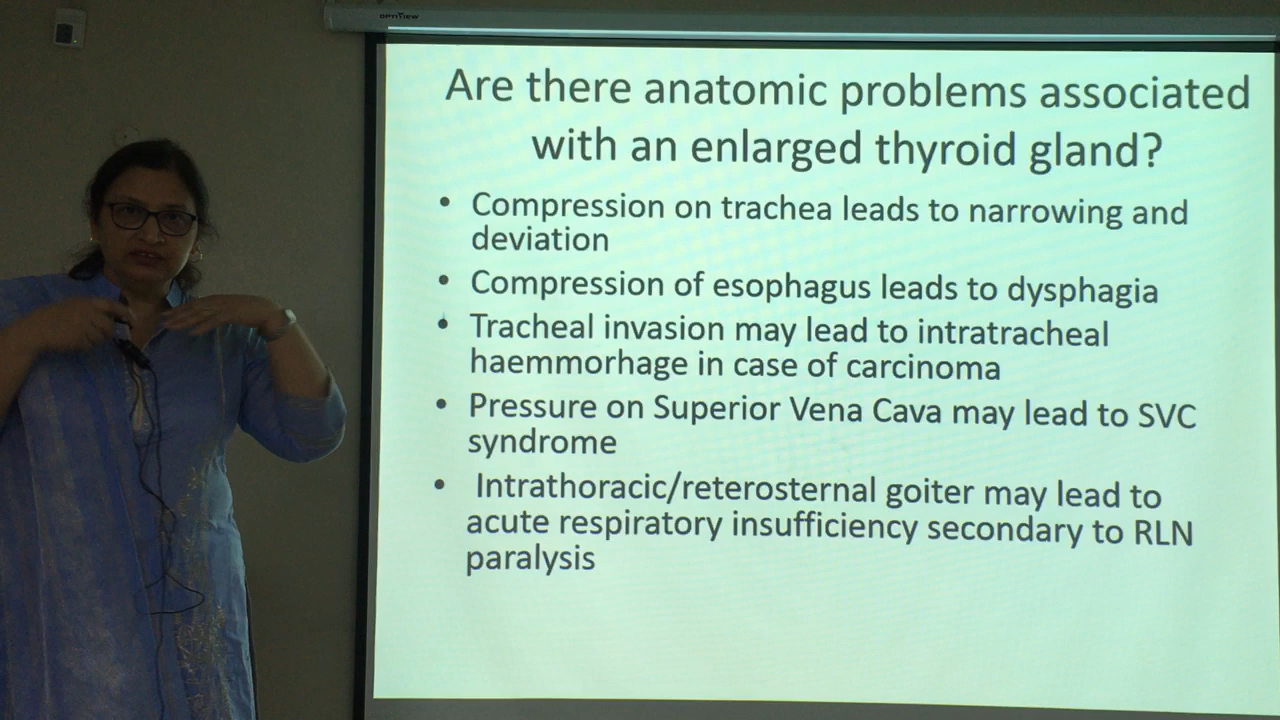 OPTIVIEW
Are there anatomic problems associated
with an enlarged thyroid gland?
• Compression on trachea leads to narrowing and
deviation
• Compression of esophagus leads to dysphagia
• Tracheal invasion may lead to intratracheal
haemmorhage in case of carcinoma
• Pressure on Superior Vena Cava may lead to SVC
syndrome
• Intrathoracic/reterosternal goiter may lead to
acute respiratory insufficiency secondary to RLN
paralysis